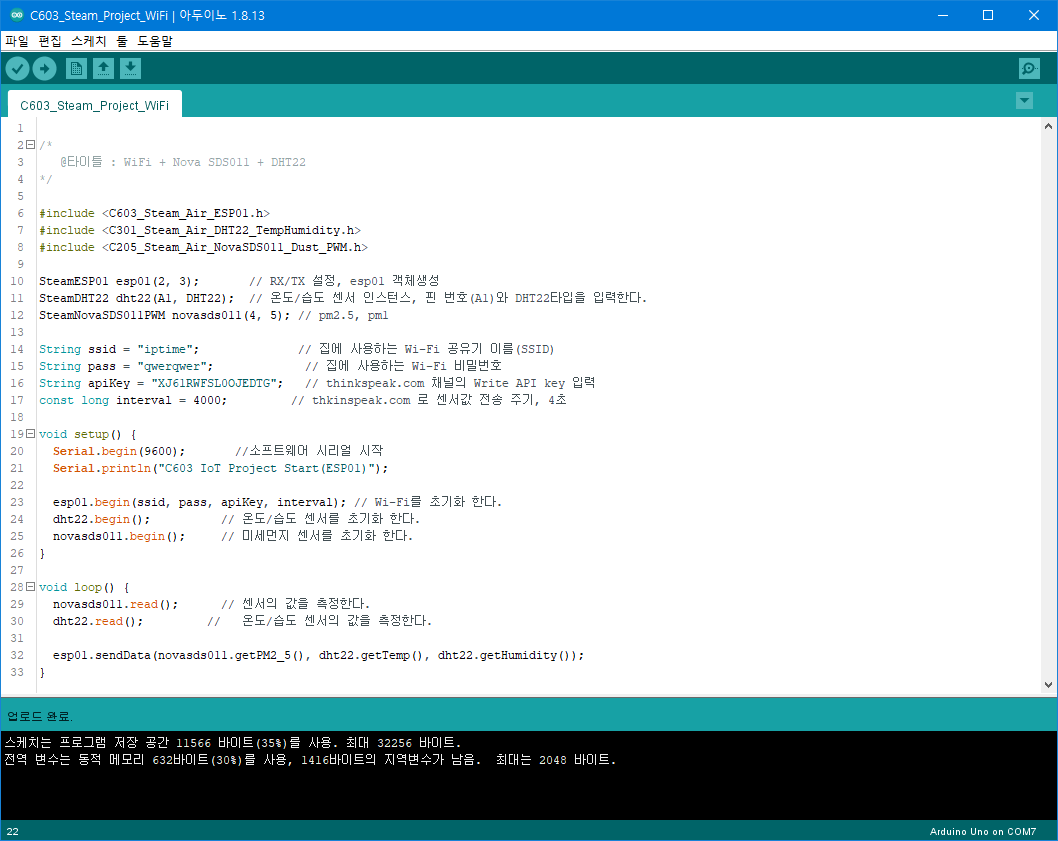 C603_Steam_Project_WiFi | 아두이노 1.8.13
파일 편집 스케치 툴 도움말
C603_Steam_Project_WiFi
1
2 /*
3 @타이틀 : WiFi + Nova SDS011 + DHT22
4 */
5
6 #include <C603_Steam_Air_ESP01.h>
7 #include <C301_Steam_Air_DHT22_TempHumidity.h>
8 #include <C205_Steam_Air_NovaSDS011_Dust_PWM.h>
9
10 SteamESP01 esp01(2, 3); // RX/TX 설정, esp01 객체생성
11 SteamDHT22 dht22(A1, DHT22); // 온도/습도 센서 인스턴스, 핀 번호(A1)와 DHT22타입을 입력한다.
12 SteamNovaSDS011PWM novasds011(4, 5); // pm2.5, pm1
13
14 String ssid = "iptime"; // 집에 사용하는 Wi-Fi 공유기 이름(SSID)
15 String pass = "qwerqwer"; // 집에 사용하는 Wi-Fi 비밀번호
16 String apiKey = "XJ61RWFSL0OJEDTG"; // thinkspeak.com 채널의 Write API key 입력
17 const long interval = 4000; // thkinspeak.com 로 센서값 전송 주기, 4초
18
19 void setup() {
20 Serial.begin(9600); //소프트웨어 시리얼 시작
21 Serial.println("C603 IoT Project Start(ESP01)");
22
23 esp01.begin(ssid, pass, apiKey, interval); // Wi-Fi를 초기화 한다.
24 dht22.begin(); // 온도/습도 센서를 초기화 한다.
25 novasds011.begin(); // 미세먼지 센서를 초기화 한다.
26 }
27
28 void loop() {
29 novasds011.read(); // 센서의 값을 측정한다.
30 dht22.read(); // 온도/습도 센서의 값을 측정한다.
31
32 esp01.sendData(novasds011.getPM2_5(), dht22.getTemp(), dht22.getHumidity());
33 }
업로드 완료.
스케치는 프로그램 저장 공간 11566 바이트(35%)를 사용. 최대 32256 바이트.
전역 변수는 동적 메모리 632바이트(30%)를 사용, 1416바이트의 지역변수가 남음. 최대는 2048 바이트.
22
Arduino Uno on COM7